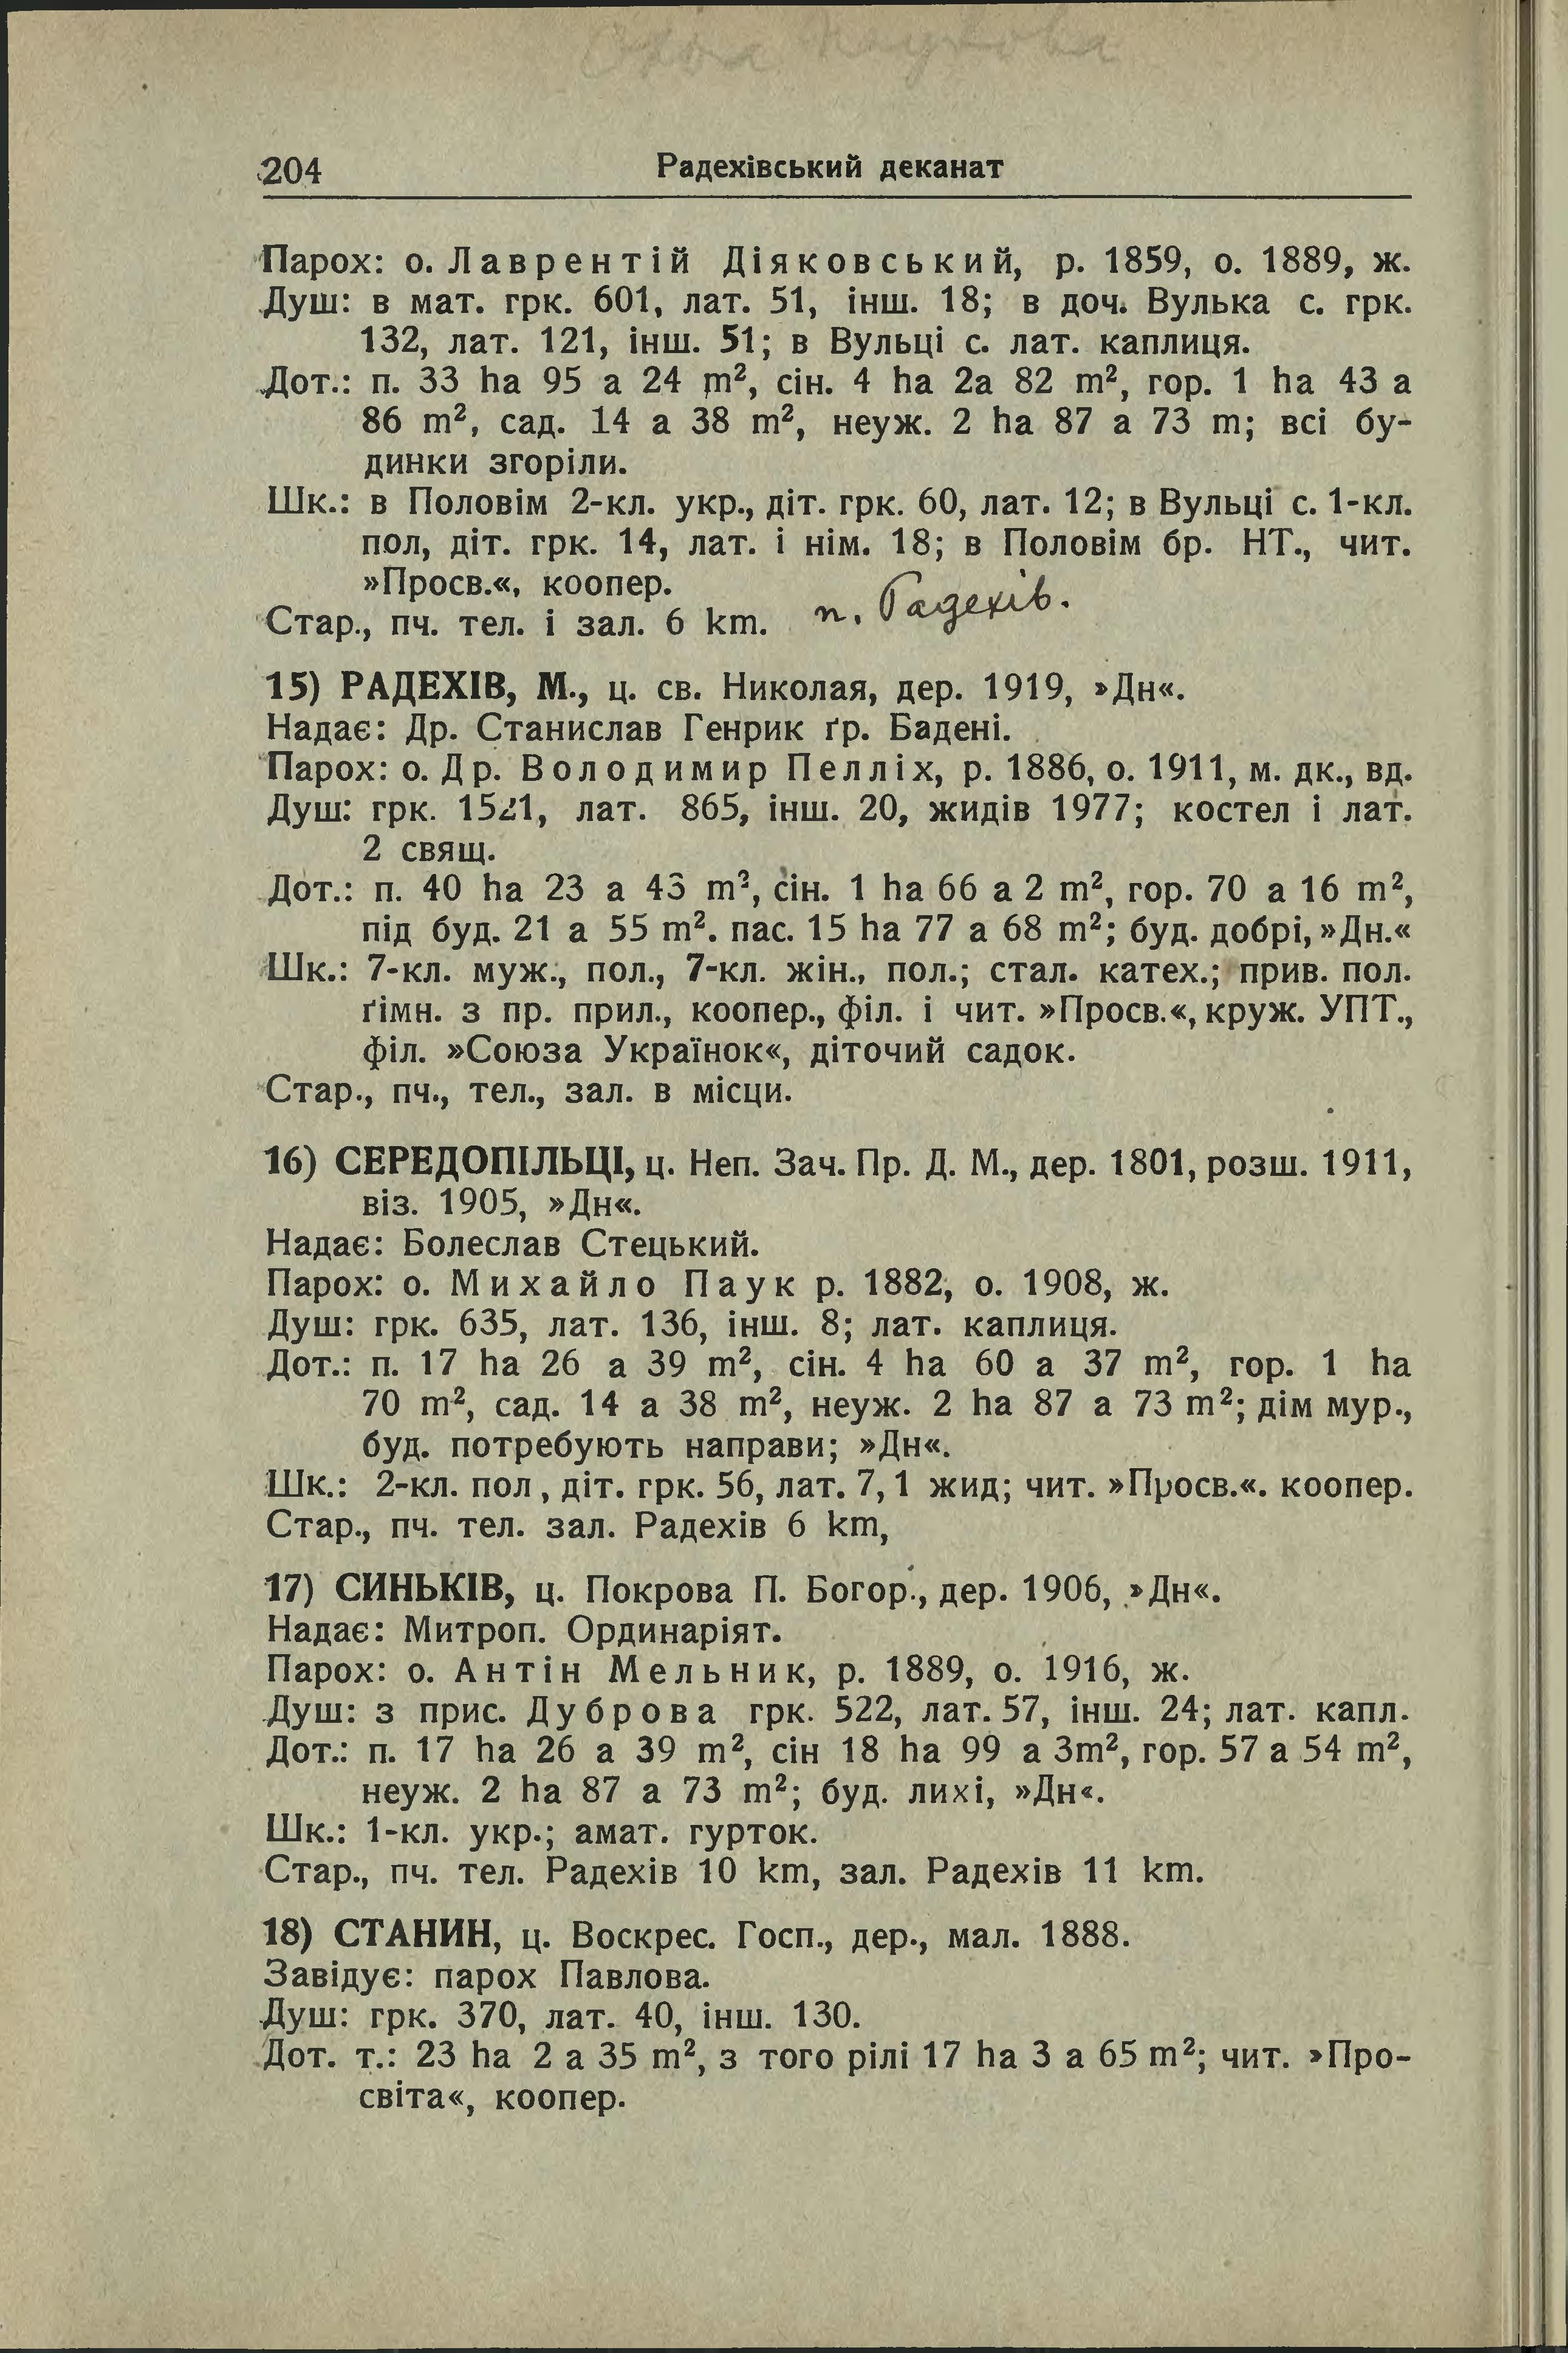 204 Радехівський деканат
Парох: о. Лаврентій Діяковський, р. 1859, о. 1889, ж.
Душ: в мат. грк. 601, лат. 51, інш. 18; в доч. Вулька с. грк.
132, лат. 121, інш. 51; в Вульці с. лат. каплиця.
Дот.: п. 33 ha 95 a 24 m², сін. 4 ha 2a 82 m², гор. 1 ha 43 a
86 m², сад. 14 a 38 m², неуж. 2 ha 87 a 73 m; всі бу-
динки згоріли.
Шк.: в Половім 2-кл. укр., діт. грк. 60, лат. 12; в Вульці с. 1-кл.
пол, діт. грк. 14, лат. і нім. 18; в Половім бр. НТ., чит.
»Просв.«, коопер.
Стар., пч. тел. і зал. 6 km. п. Радехів.
15) РАДЕХІВ, М., ц. св. Николая, дер. 1919, »Дн«.
Надає: Др. Станислав Генрик ґр. Бадені.
Парох: о. Др. Володимир Пелліх, р. 1886, о. 1911, м. дк., вд.
Душ: грк. 1521, лат. 865, інш. 20, жидів 1977; костел і лат.
2 свящ.
Дот.: п. 40 ha 23 a 43 m², сін. 1 ha 66 a 2 m², гор. 70 a 16 m²,
під буд. 21 a 55 m². пас. 15 ha 77 a 68 m²; буд. добрі, »Дн.«
Шк.: 7-кл. муж., пол., 7-кл. жін., пол.; стал. катех.; прив. пол.
ґімн. з пр. прил., коопер., філ. і чит. »Просв.«, круж. УПТ.,
філ. »Союза Українок«, діточий садок.
Стар., пч., тел., зал. в місци.
16) СЕРЕДОПІЛЬЦІ, ц. Неп. Зач. Пр. Д. М., дер. 1801, розш. 1911,
віз. 1905, »Дн«.
Надає: Болеслав Стецький.
Парох: о. Михайло Паук р. 1882, о. 1908, ж.
Душ: грк. 635, лат. 136, інш. 8; лат. каплиця.
Дот.: п. 17 ha 26 a 39 m², сін. 4 ha 60 a 37 m², гор. 1 ha
70 m², сад. 14 a 38 m², неуж. 2 ha 87 a 73 m²; дім мур.,
буд. потребують направи; »Дн«.
Шк.: 2-кл. пол, діт. грк. 56, лат. 7, 1 жид; чит. »Просв.«. коопер.
Стар., пч. тел. зал. Радехів 6 km,
17) СИНЬКІВ, ц. Покрова П. Богор., дер. 1906, »Дн«.
Надає: Митроп. Ординаріят.
Парох: о. Антін Мельник, р. 1889, о. 1916, ж.
Душ: з прис. Дуброва грк. 522, лат. 57, інш. 24; лат. капл.
Дот.: п. 17 ha 26 a 39 m², сін 18 ha 99 a 3m², гор. 57 a 54 m²,
неуж. 2 ha 87 a 73 m²; буд. лихі, »Дн«.
Шк.: 1-кл. укр.; амат. гурток.
Стар., пч. тел. Радехів 10 km, зал. Радехів 11 km.
18) СТАНИН, ц. Воскрес. Госп., дер., мал. 1888.
Завідує: парох Павлова.
Душ: грк. 370, лат. 40, інш. 130.
Дот. т.: 23 ha 2 a 35 m², з того рілі 17 ha 3 a 65 m²; чит. »Про-
світа«, коопер.